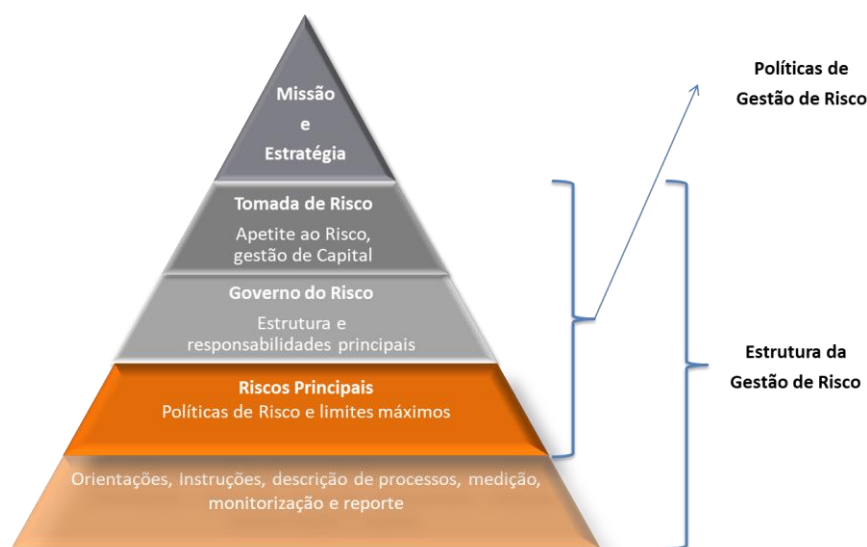 Missão
e
Estratégia
Tomada de Risco
Apetite ao Risco,
gestão de Capital
Governo do Risco
Estrutura e
responsabilidades principais
Riscos Principais
Políticas de Risco e limites máximos
Orientações, Instruções, descrição de processos, medição,
monitorização e reporte
Políticas de
Gestão de Risco
Estrutura da
Gestão de Risco